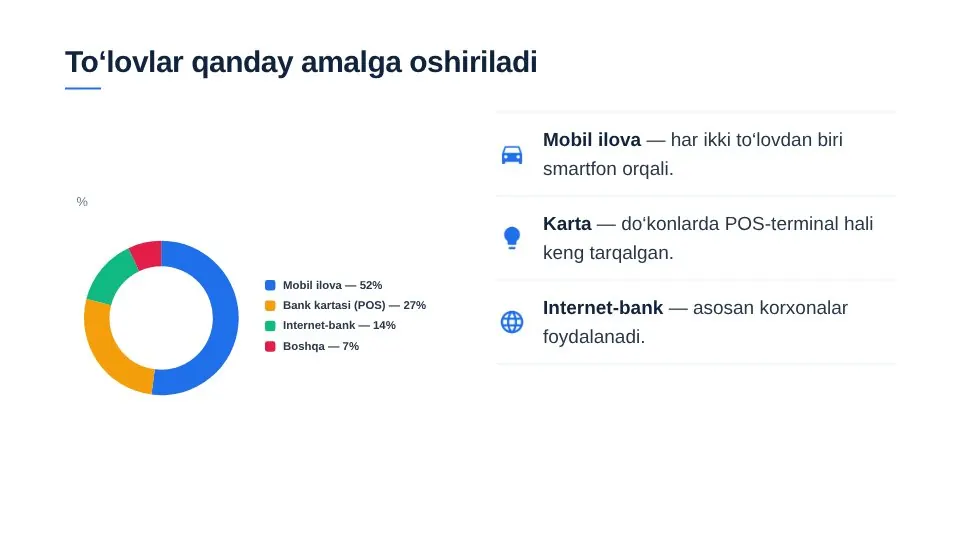 To‘lovlar qanday amalga oshiriladi
%
Mobil ilova — 52%
Bank kartasi (POS) — 27%
Internet-bank — 14%
Boshqa — 7%
Mobil ilova — har ikki to‘lovdan biri
smartfon orqali.
Karta — do‘konlarda POS-terminal hali
keng tarqalgan.
Internet-bank — asosan korxonalar
foydalanadi.